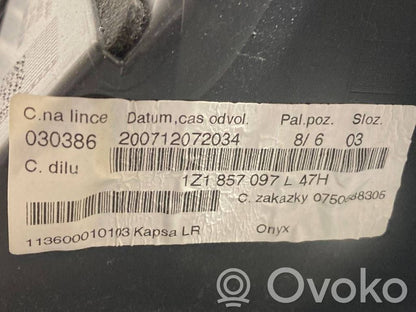 C.na lince Datum,cas odvol. Pal.poz. Sloz.
030386 200712072034 8/ 6 03
C. dilu 1Z1 857 097 L 47H
C. zakazky
113600010103 Kapsa LR Onyx
Ovoko